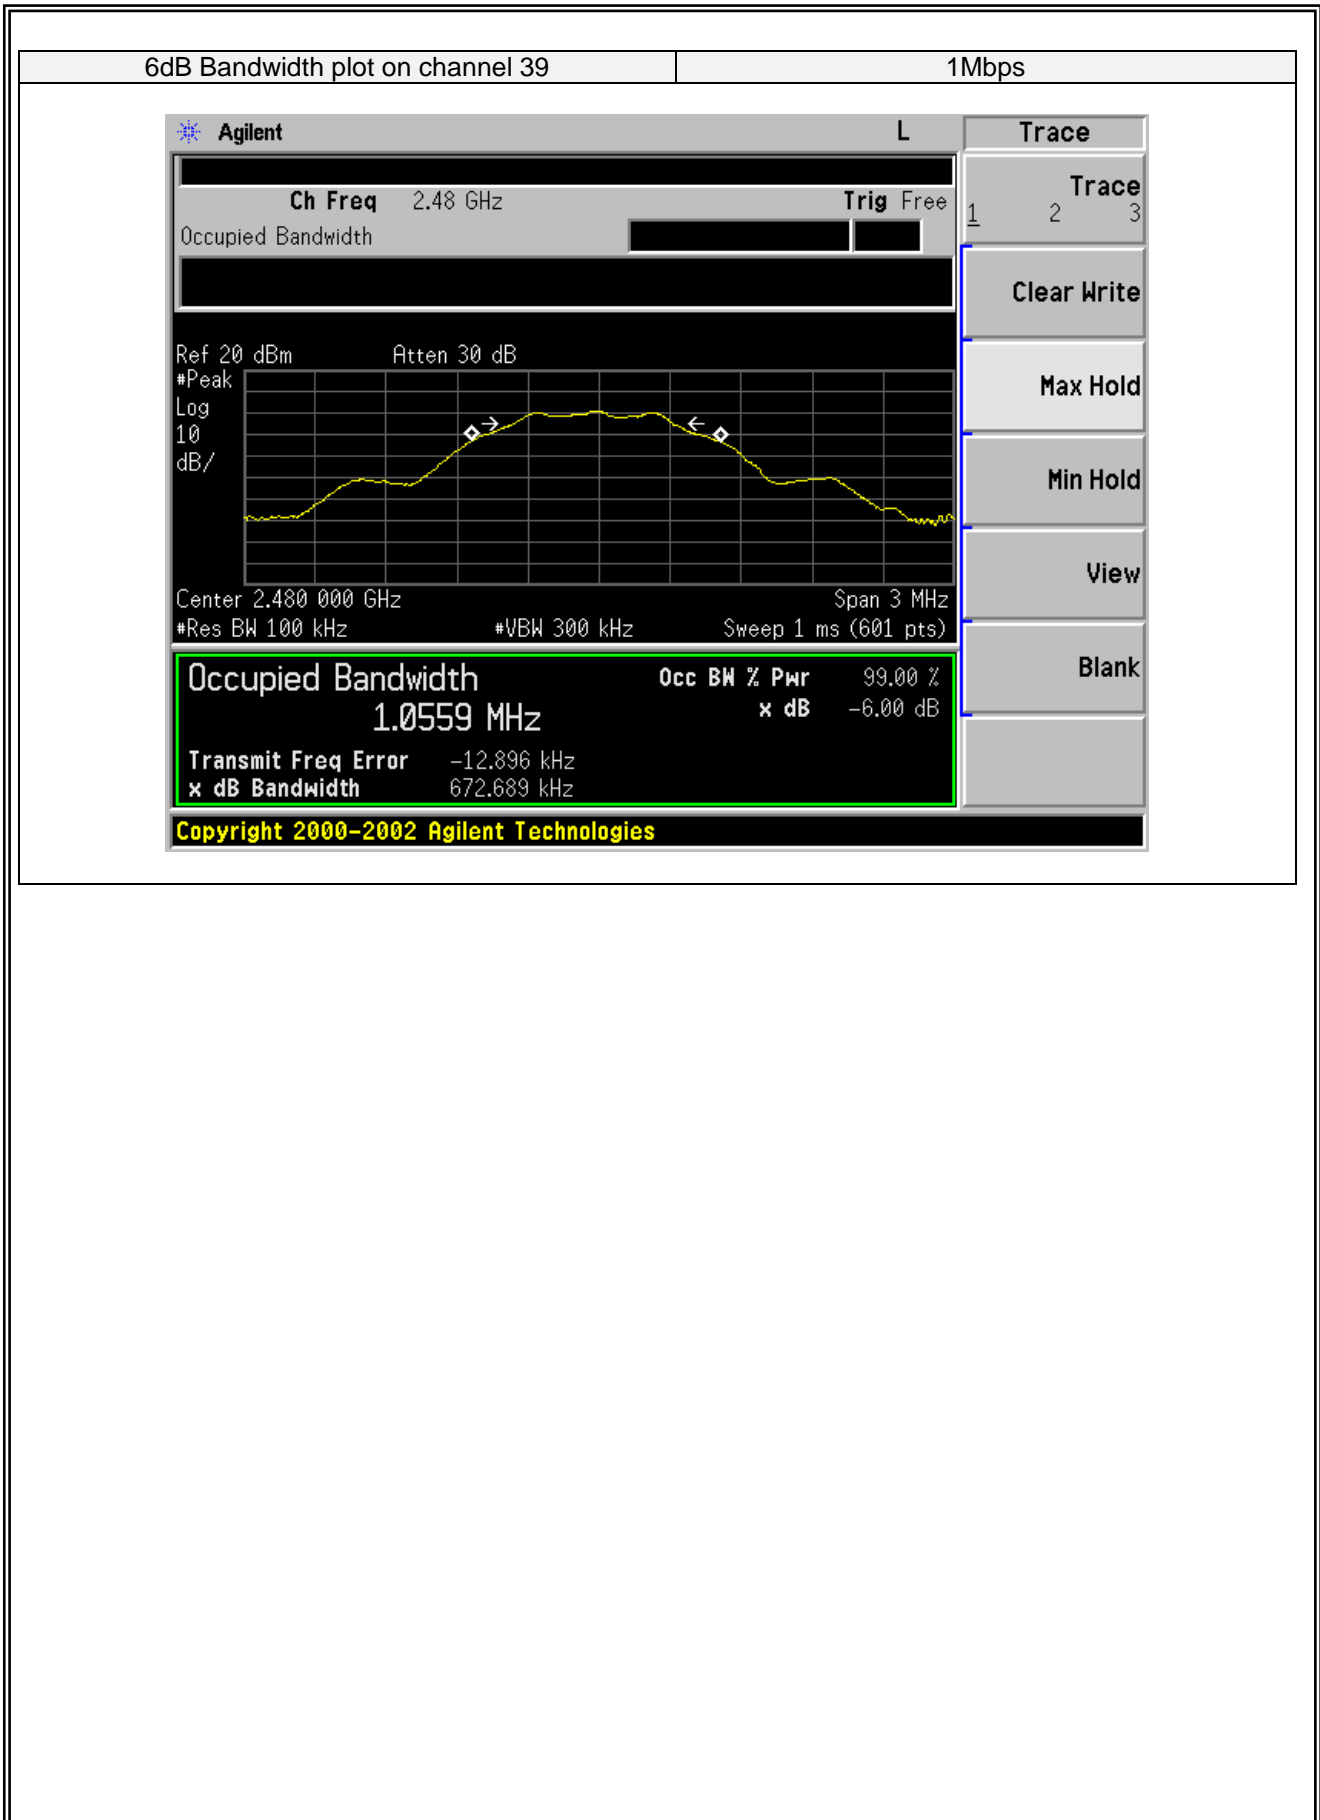 6dB Bandwidth plot on channel 39 1Mbps
Agilent L Trace
Ch Freq 2.48 GHz Trig Free
Trace
1 2 3
Occupied Bandwidth
Clear Write
Ref 20 dBm Atten 30 dB
#Peak
Log
10
dB/
Max Hold
Min Hold
View
Center 2.480 000 GHz Span 3 MHz
#Res BW 100 kHz #VBW 300 kHz Sweep 1 ms (601 pts)
Blank
Occupied Bandwidth Occ BW % Pwr 99.00 %
1.0559 MHz x dB -6.00 dB
Transmit Freq Error -12.896 kHz
x dB Bandwidth 672.689 kHz
Copyright 2000-2002 Agilent Technologies